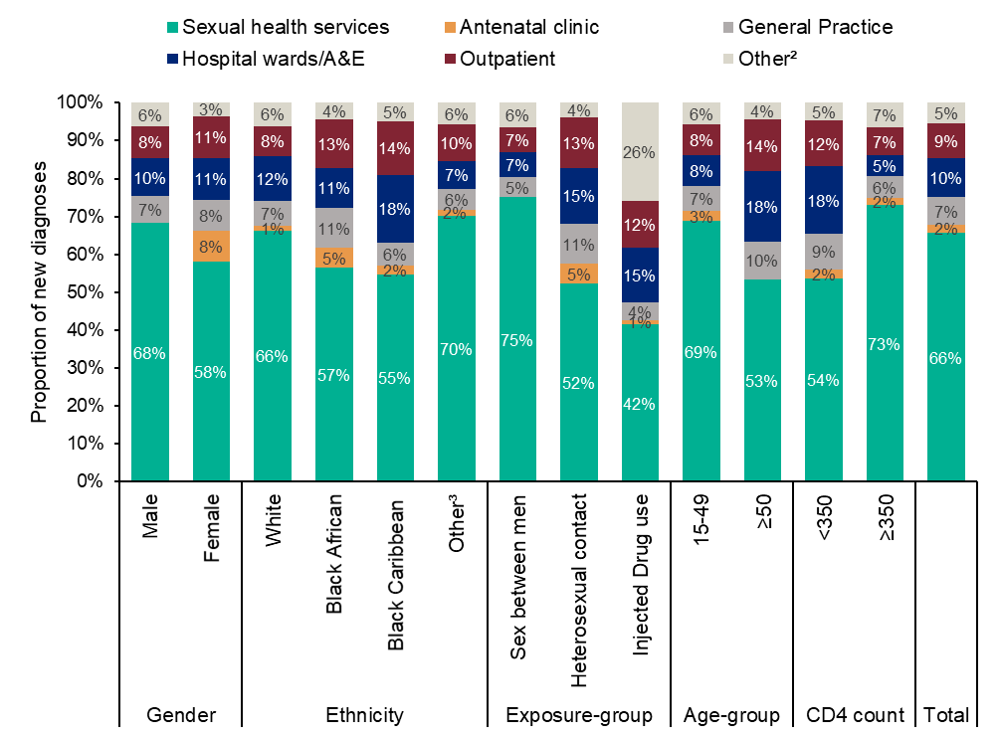 Sexual health services Antenatal clinic General Practice
Hospital wards/A&E Outpatient Other²
Proportion of new diagnoses
100%
90%
80%
70%
60%
50%
40%
30%
20%
10%
0%
6% 3% 6% 4% 5% 6% 6% 4% 26% 6% 4% 5% 7% 5%
8% 11% 8% 13% 14% 10% 7% 13% 12% 8% 14% 12% 7% 9%
10% 11% 12% 11% 18% 7% 7% 15% 15% 8% 18% 18% 5% 10%
7% 8% 7% 11% 6% 6% 5% 11% 4% 7% 10% 9% 6% 7%
8% 1% 5% 2% 2% 5% 1% 3% 2% 2% 2%
68% 58% 66% 57% 55% 70% 75% 52% 42% 69% 53% 54% 73% 66%
Male
Female
White
Black African
Black Caribbean
Other³
Sex between men
Heterosexual contact
Injected Drug use
15-49
≥50
<350
≥350
Gender Ethnicity Exposure-group Age-group CD4 count Total